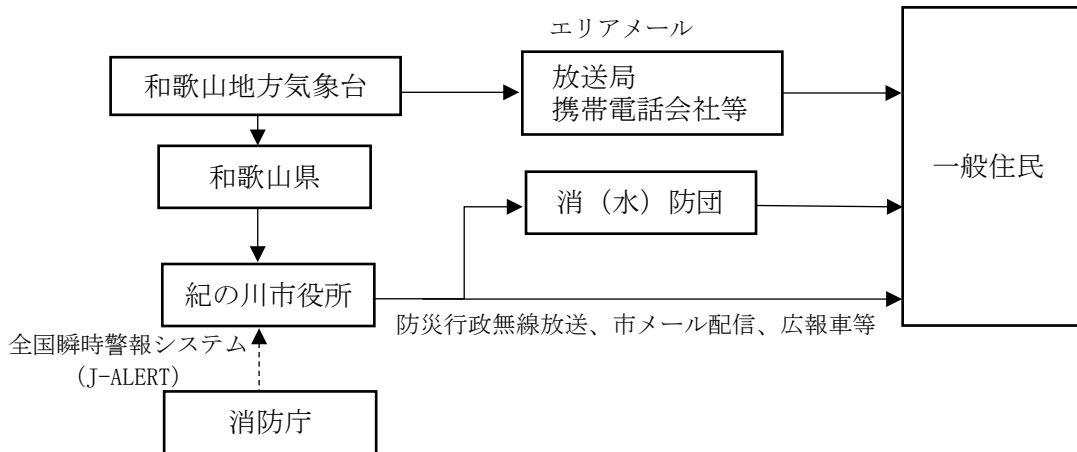 エリアメール
和歌山地方気象台
放送局
携帯電話会社等
和歌山県
一般住民
消（水）防団
紀の川市役所
防災行政無線放送、市メール配信、広報車等
全国瞬時警報システム
（J-ALERT）
消防庁